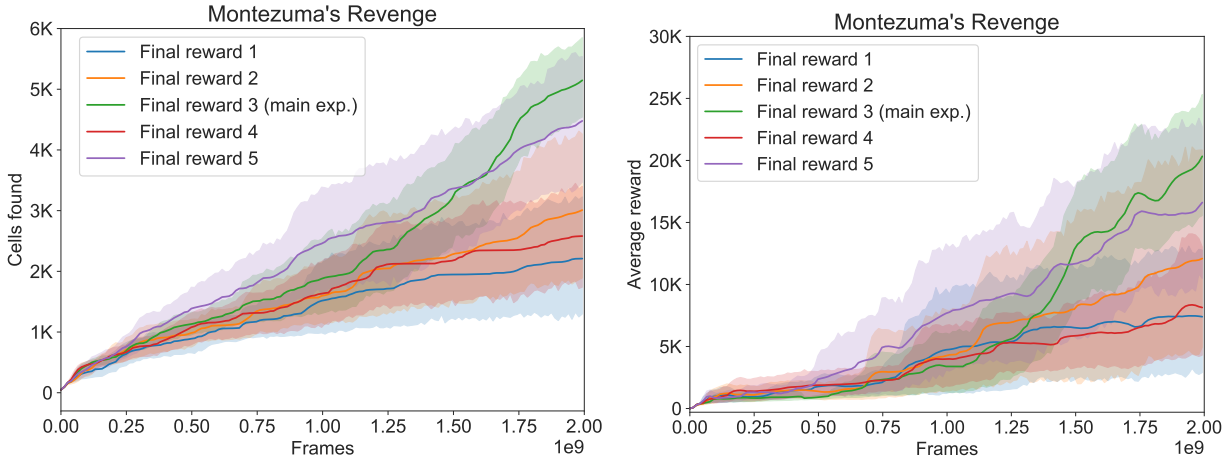 Montezuma's Revenge
6K
5K
4K
3K
2K
1K
0
Cells found
Final reward 1
Final reward 2
Final reward 3 (main exp.)
Final reward 4
Final reward 5
0.00 0.25 0.50 0.75 1.00 1.25 1.50 1.75 2.00
1e9
Frames
Montezuma's Revenge
30K
25K
20K
15K
10K
5K
0
Average reward
Final reward 1
Final reward 2
Final reward 3 (main exp.)
Final reward 4
Final reward 5
0.00 0.25 0.50 0.75 1.00 1.25 1.50 1.75 2.00
1e9
Frames